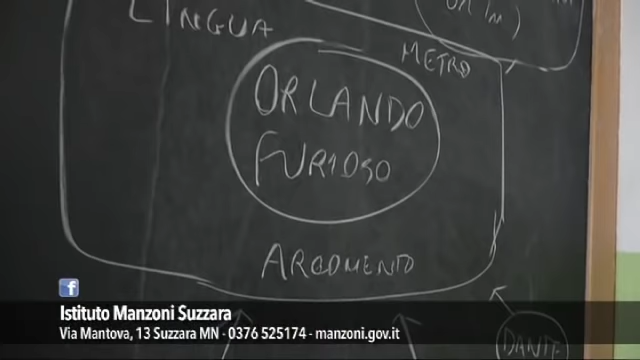 LINGUA
METRO
ORLANDO
FURIOSO
ARGOMENTO
DANTE
Istituto Manzoni Suzzara
Via Mantova, 13 Suzzara MN - 0376 525174 - manzoni.gov.it